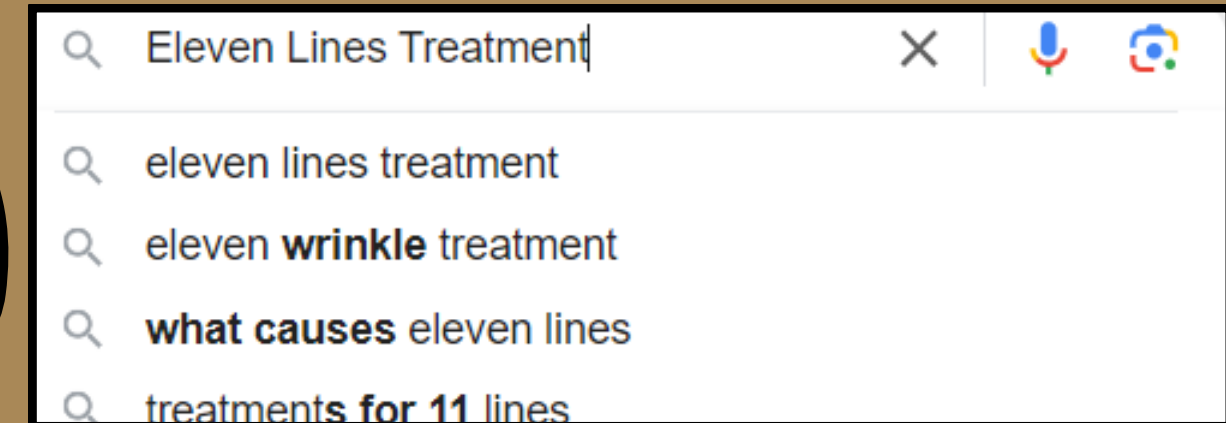 Eleven Lines Treatment
eleven lines treatment
eleven wrinkle treatment
what causes eleven lines
treatments for 11 lines